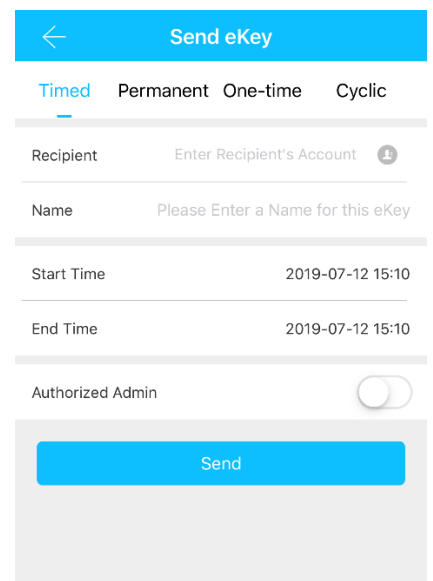 Send eKey
Timed Permanent One-time Cyclic
Recipient Enter Recipient's Account
Name Please Enter a Name for this eKey
Start Time 2019-07-12 15:10
End Time 2019-07-12 15:10
Authorized Admin
Send